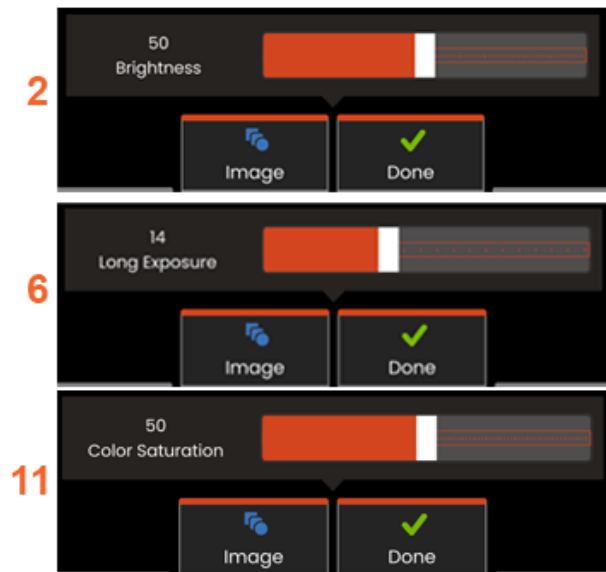 2
50
Brightness
Image Done
6
14
Long Exposure
Image Done
11
50
Color Saturation
Image Done